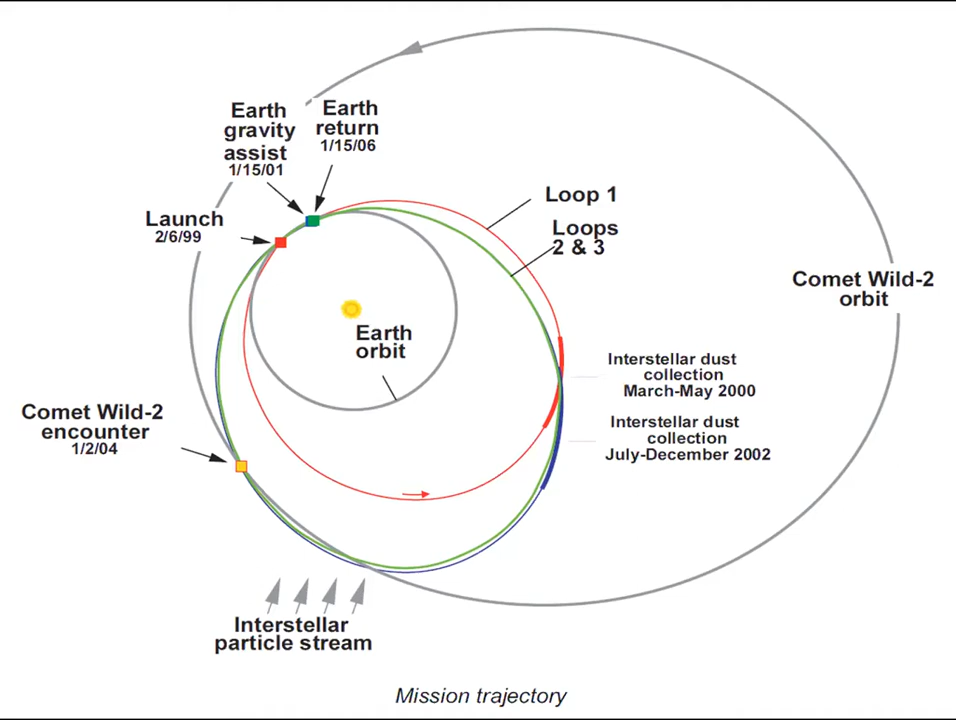 Earth
gravity
assist
1/15/01
Earth
return
1/15/06
Launch
2/6/99
Loop 1
Loops
2 & 3
Comet Wild-2
orbit
Earth
orbit
Interstellar dust
collection
March-May 2000
Interstellar dust
collection
July-December 2002
Comet Wild-2
encounter
1/2/04
Interstellar
particle stream
Mission trajectory